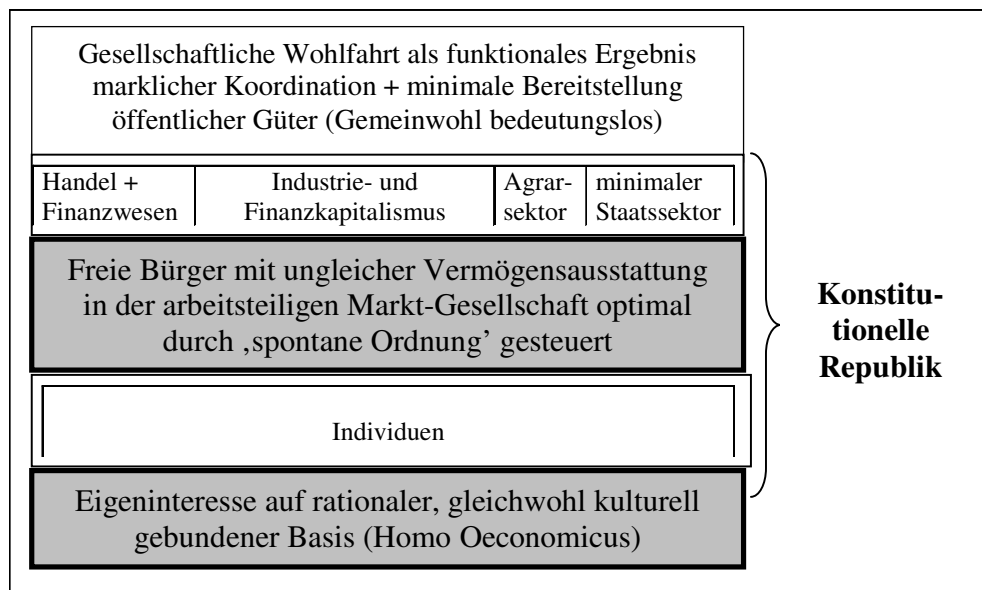 Gesellschaftliche Wohlfahrt als funktionales Ergebnis
marklicher Koordination + minimale Bereitstellung
öffentlicher Güter (Gemeinwohl bedeutungslos)
Handel +
Finanzwesen
Industrie- und
Finanzkapitalismus
Agrar-
sektor
minimaler
Staatssektor
Freie Bürger mit ungleicher Vermögensausstattung
in der arbeitsteiligen Markt-Gesellschaft optimal
durch ‚spontane Ordnung’ gesteuert
Individuen
Eigeninteresse auf rationaler, gleichwohl kulturell
gebundener Basis (Homo Oeconomicus)
Konstitu-
tionelle
Republik